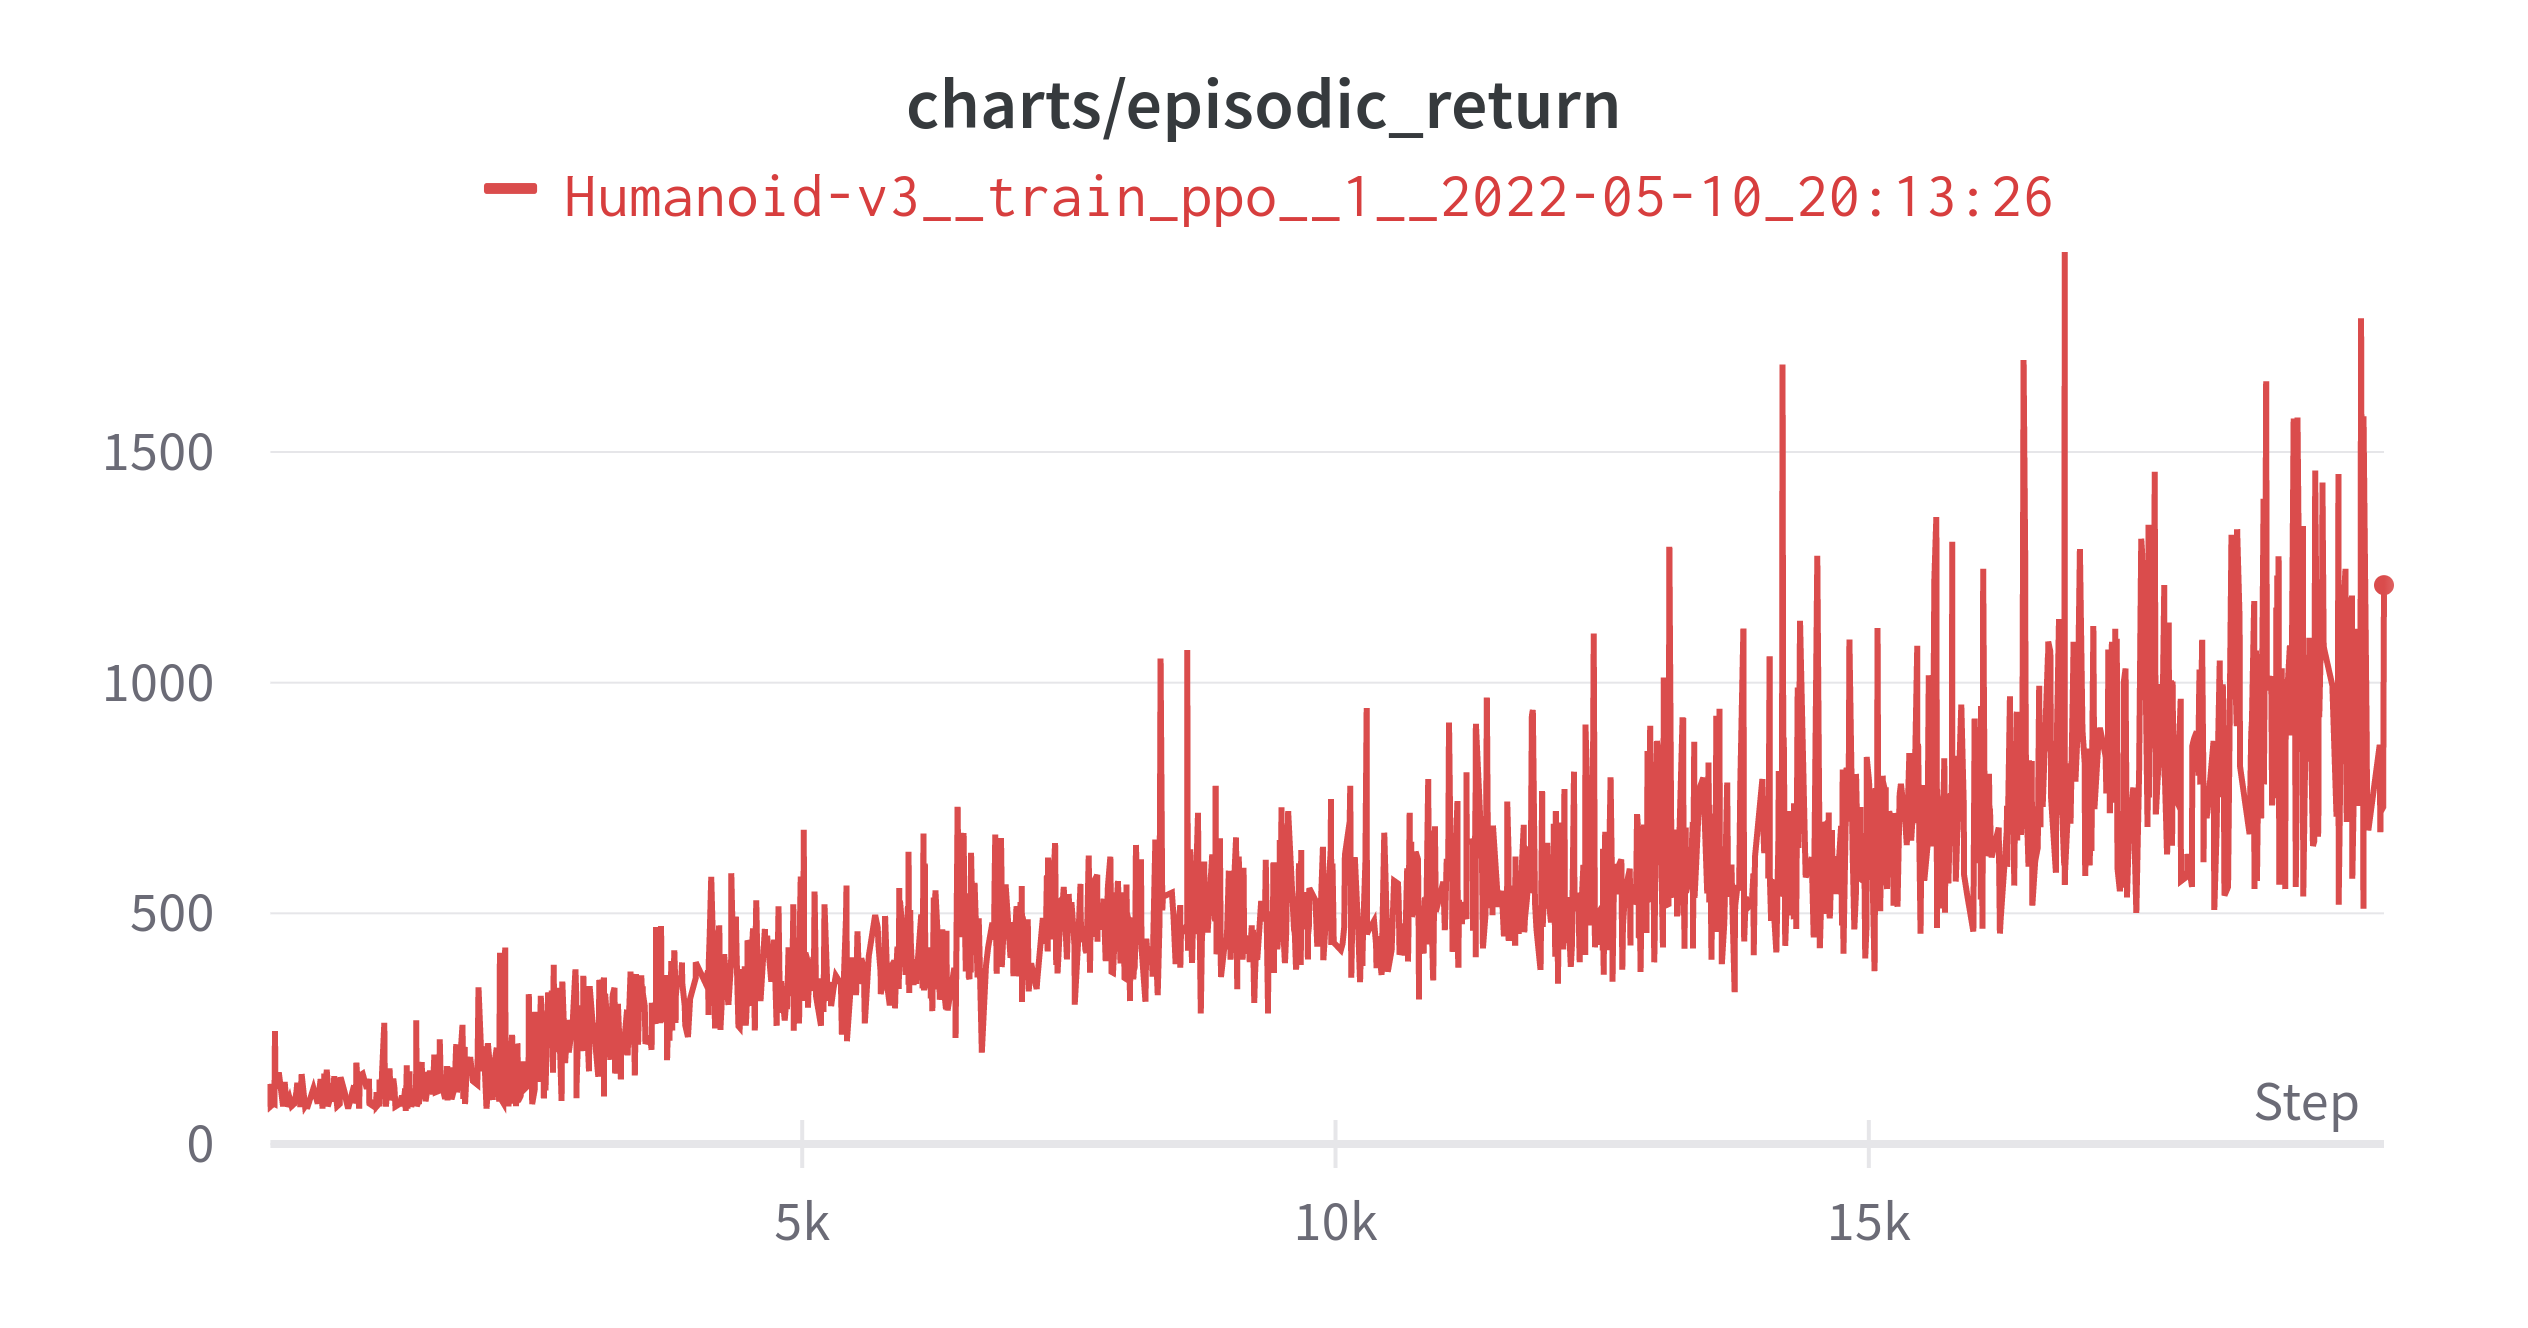 charts/episodic_return
Humanoid-v3__train_ppo__1__2022-05-10_20:13:26
1500
1000
500
0
Step
5k
10k
15k